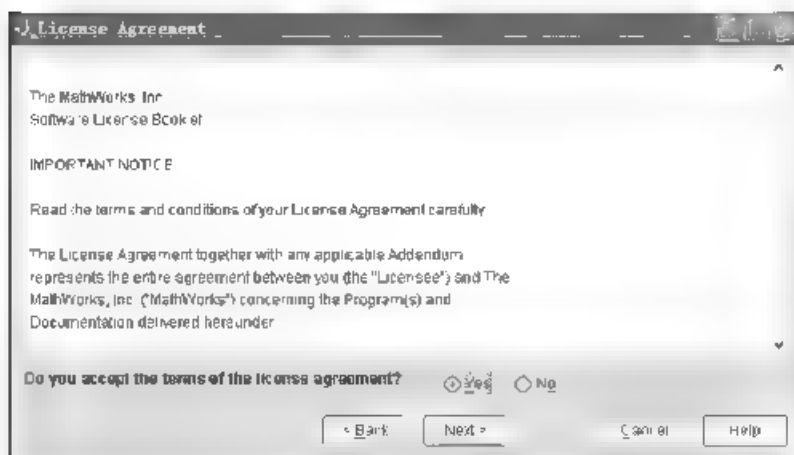 License Agreement
The MathWorks Inc
Software License Booklet
IMPORTANT NOTICE
Read the terms and conditions of your License Agreement carefully
The License Agreement together with any applicable Addendum
represents the entire agreement between you (the "Licensee") and The
MathWorks, Inc. ("MathWorks") concerning the Program(s) and
Documentation delivered hereunder
Do you accept the terms of the license agreement? Yes No
< Back Next > Cancel Help